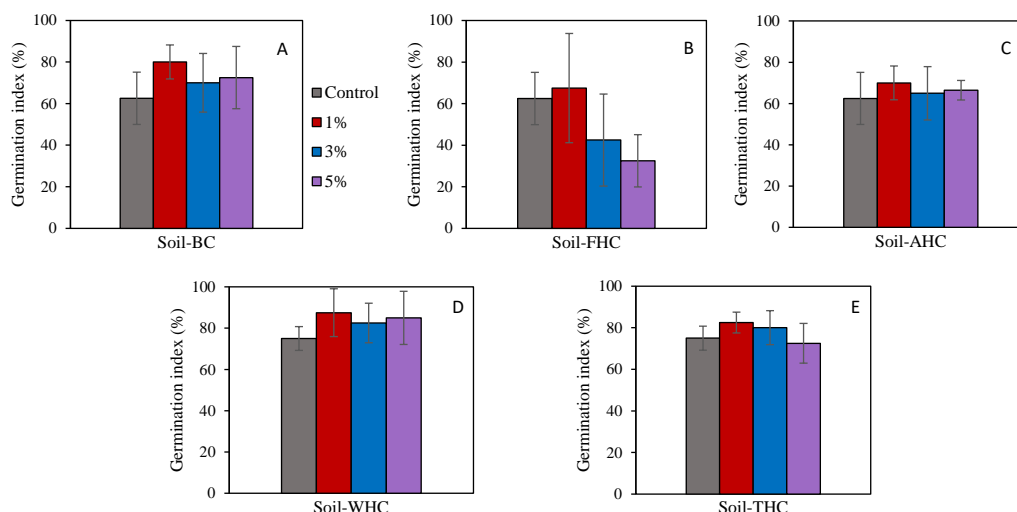 Germination index (%)
100
80
60
40
20
0
A
Soil-BC
Control
1%
3%
5%
Germination index (%)
100
80
60
40
20
0
B
Soil-FHC
Germination index (%)
100
80
60
40
20
0
C
Soil-AHC
Germination index (%)
100
80
60
40
20
0
D
Soil-WHC
Germination index (%)
100
80
60
40
20
0
E
Soil-THC